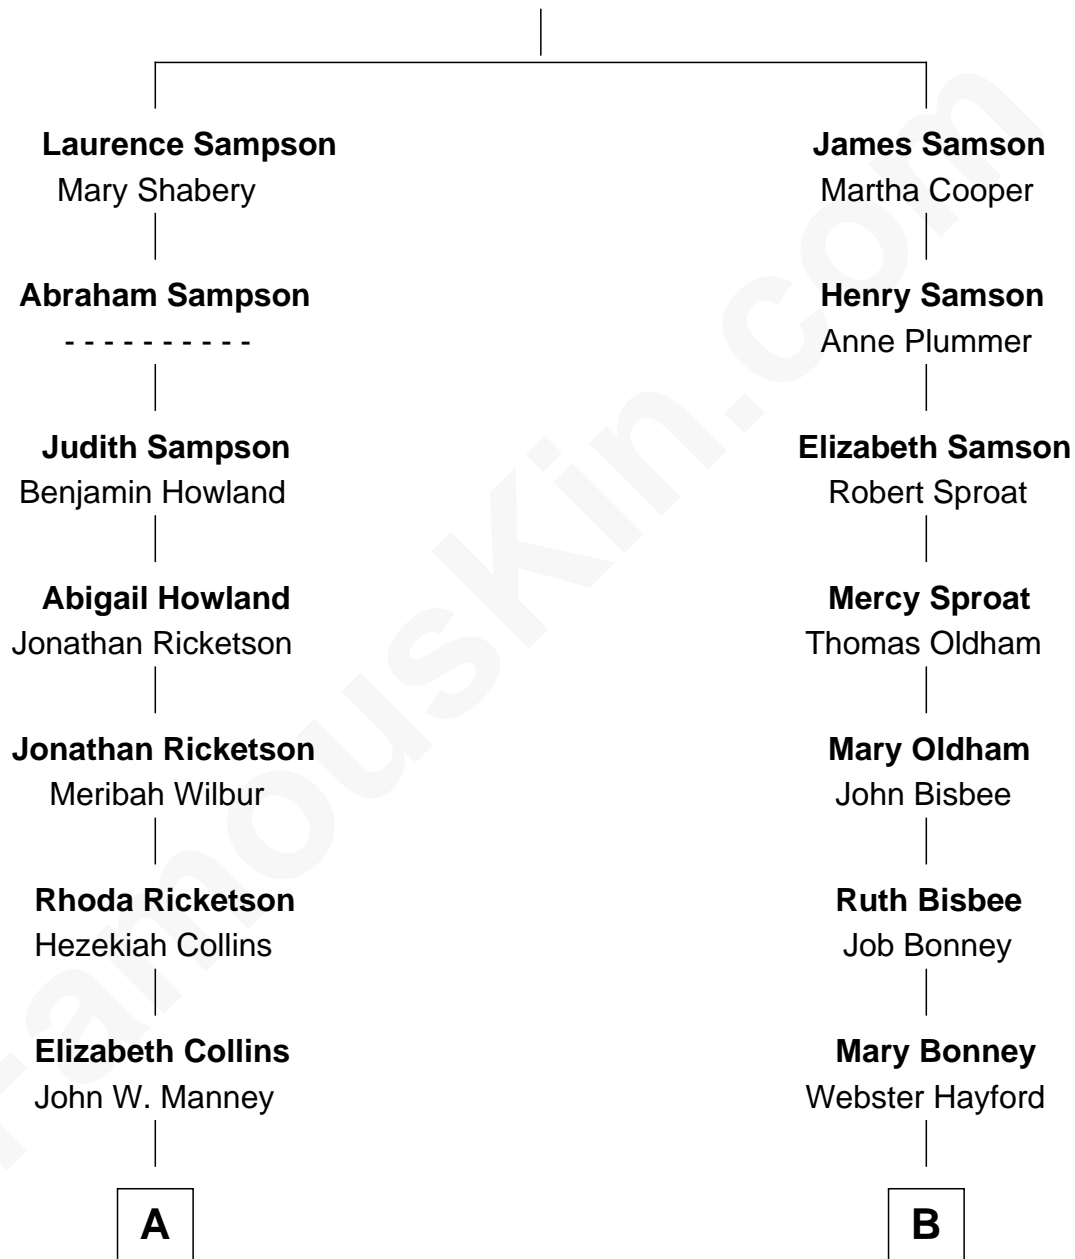 Laurence Sampson
Mary Shabery
James Samson
Martha Cooper
Abraham Sampson
- - - - - - - - - -
Henry Samson
Anne Plummer
Judith Sampson
Benjamin Howland
Elizabeth Samson
Robert Sproat
Abigail Howland
Jonathan Ricketson
Mercy Sproat
Thomas Oldham
Jonathan Ricketson
Meribah Wilbur
Mary Oldham
John Bisbee
Rhoda Ricketson
Hezekiah Collins
Ruth Bisbee
Job Bonney
Elizabeth Collins
John W. Manney
Mary Bonney
Webster Hayford
A
B
FamousKin.com